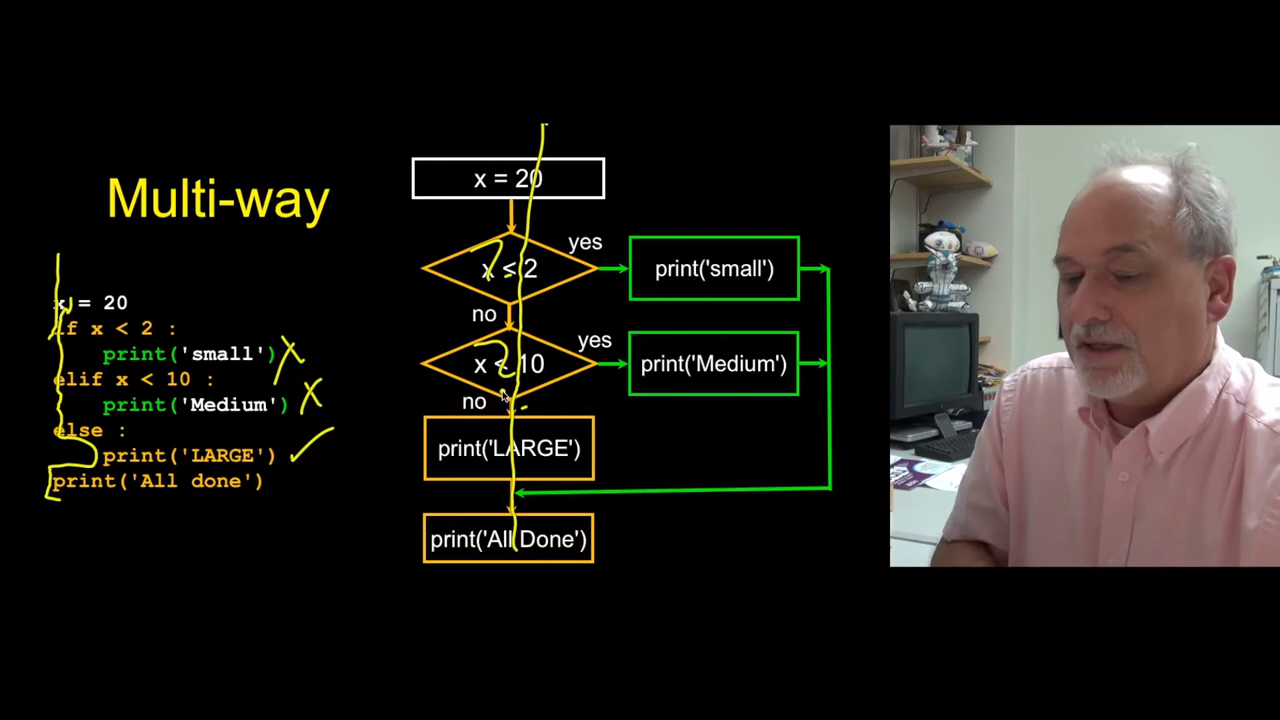 Multi-way
x = 20
if x < 2 :
print('small')
elif x < 10 :
print('Medium')
else :
print('LARGE')
print('All done')
x = 20
x < 2
yes
print('small')
no
x < 10
yes
print('Medium')
no
print('LARGE')
print('All Done')